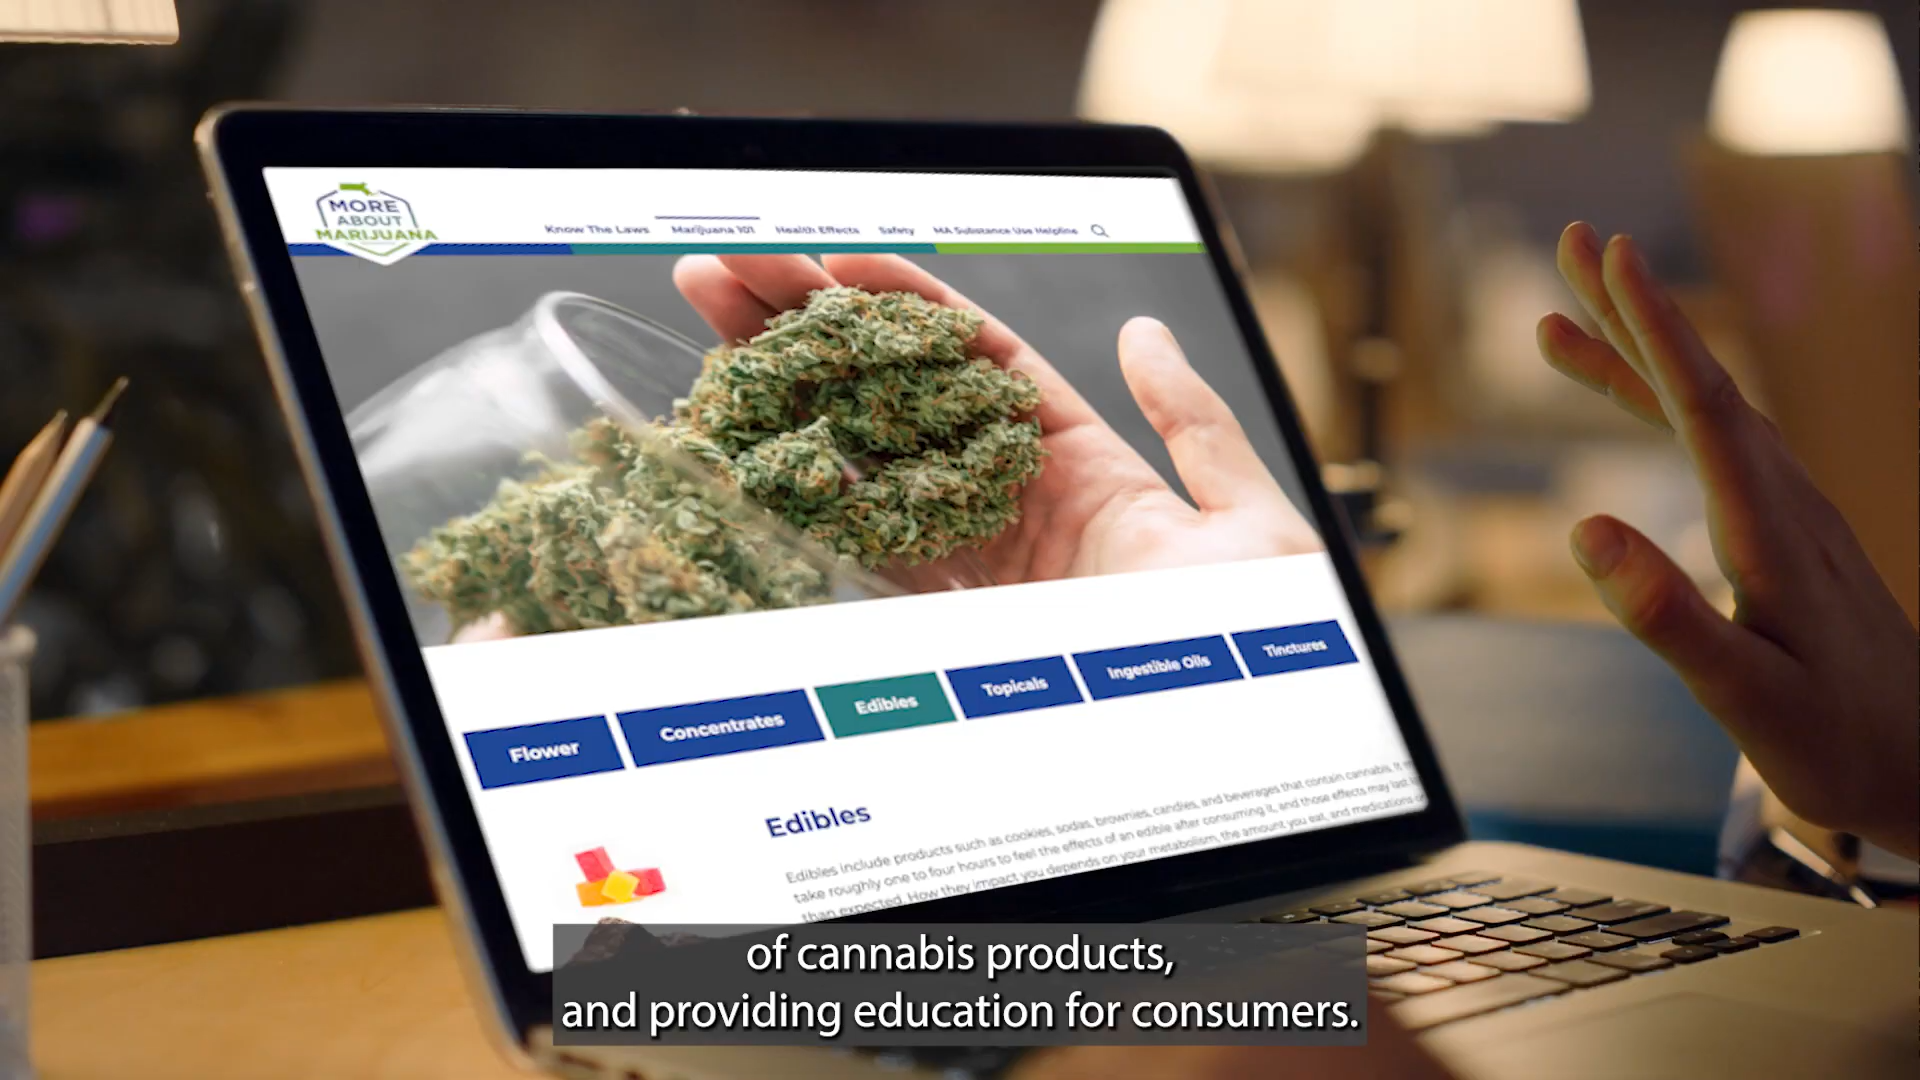 MORE
ABOUT
MARIJUANA
Know The Laws
Marijuana 101
Health Effects
Safety
MA Substance Use Helpline
Flower
Concentrates
Edibles
Topicals
Ingestible Oils
Tinctures
Edibles
Edibles include products such as cookies, sodas, brownies, candies, and beverages that contain cannabis. It
take roughly one to four hours to feel the effects of an edible after consuming it, and those effects may last
than expected. How they impact you depends on your metabolism, the amount you eat, and medications
of cannabis products,
and providing education for consumers.